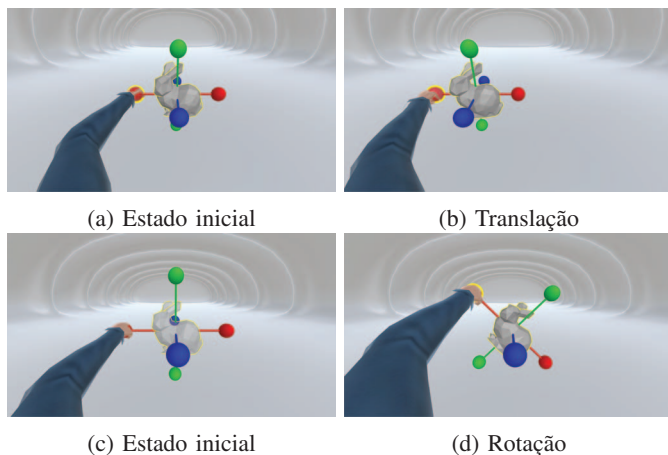 (a) Estado inicial
(b) Translação
(c) Estado inicial
(d) Rotação